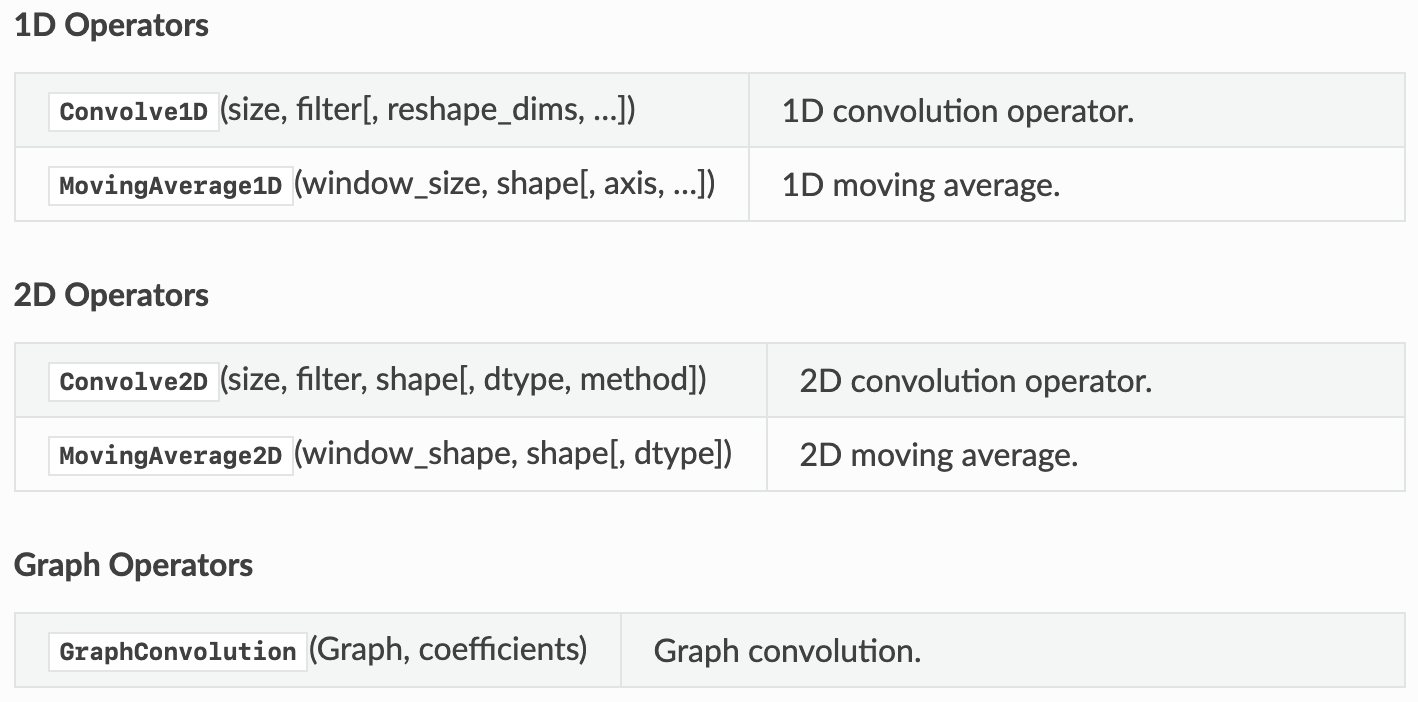 1D Operators
Convolve1D(size, filter[, reshape_dims, ...]) 1D convolution operator.
MovingAverage1D(window_size, shape[, axis, ...]) 1D moving average.
2D Operators
Convolve2D(size, filter, shape[, dtype, method]) 2D convolution operator.
MovingAverage2D(window_shape, shape[, dtype]) 2D moving average.
Graph Operators
GraphConvolution(Graph, coefficients) Graph convolution.